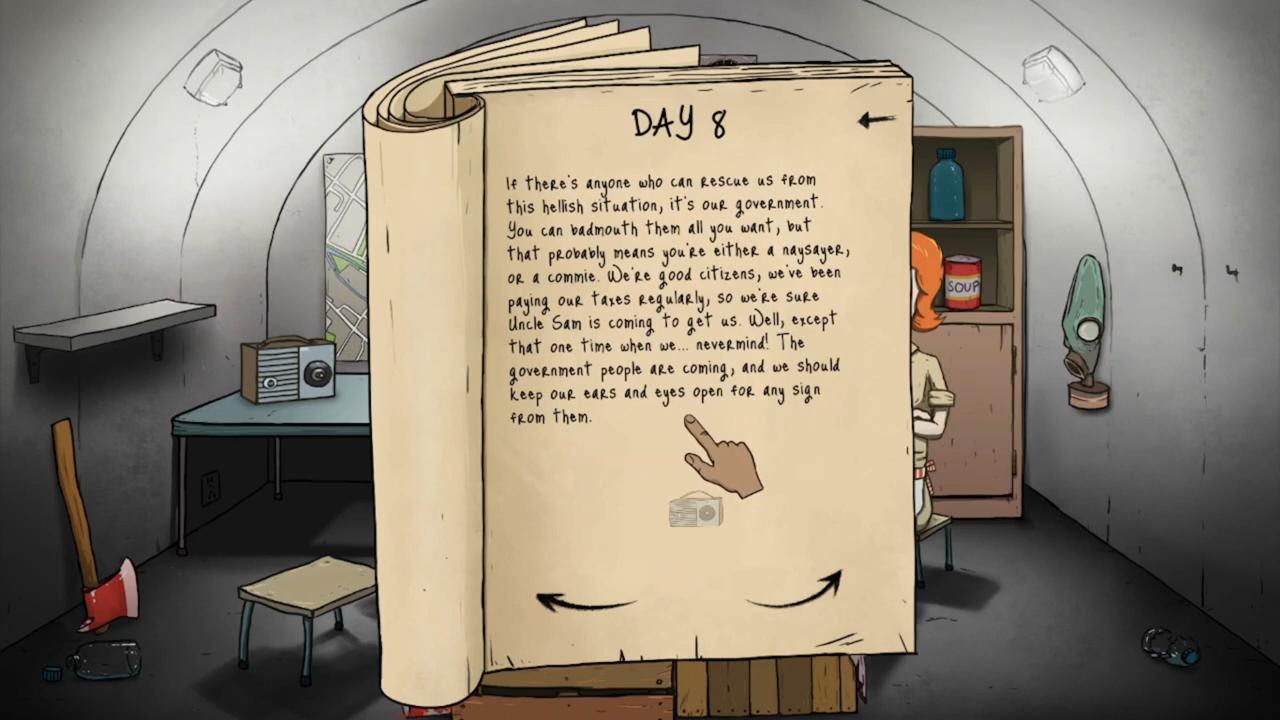 DAY 8
If there's anyone who can rescue us from
this hellish situation, it's our government.
You can badmouth them all you want, but
that probably means you're either a naysayer,
or a commie. We're good citizens, we've been
paying our taxes regularly, so we're sure
Uncle Sam is coming to get us. Well, except
that one time when we... nevermind! The
government people are coming, and we should
keep our ears and eyes open for any sign
from them.
SOUP